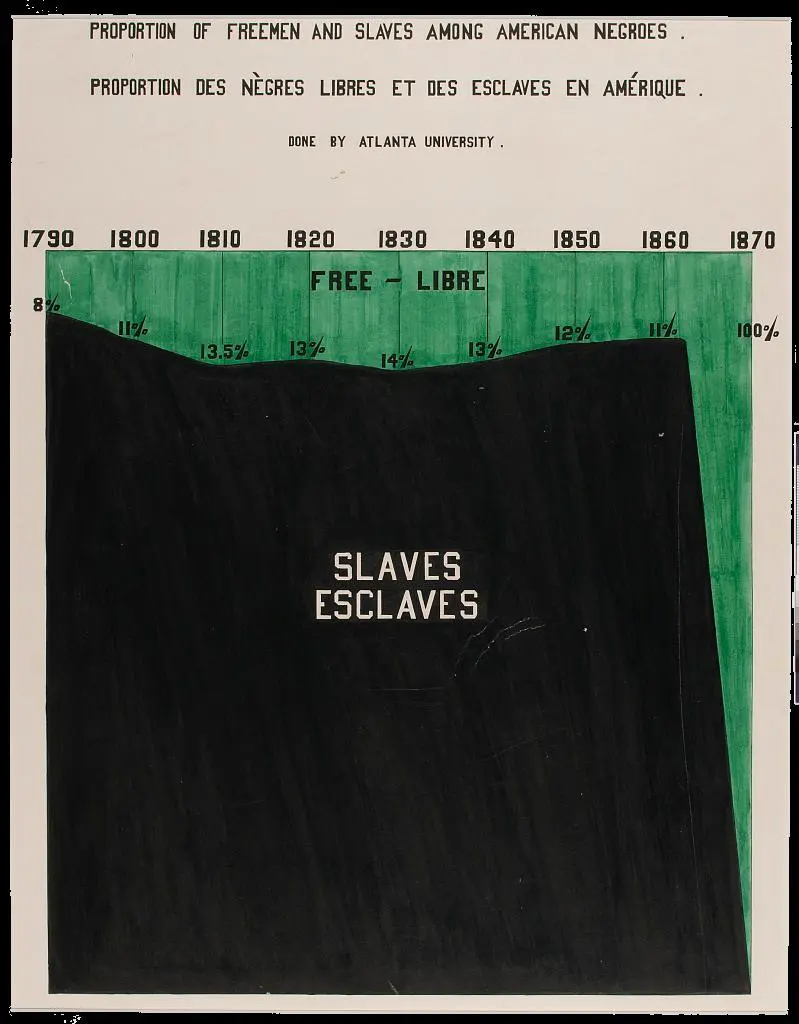 PROPORTION OF FREEMEN AND SLAVES AMONG AMERICAN NEGROES .
PROPORTION DES NÈGRES LIBRES ET DES ESCLAVES EN AMÉRIQUE .
DONE BY ATLANTA UNIVERSITY .
1790 1800 1810 1820 1830 1840 1850 1860 1870
FREE – LIBRE
8% 11% 13.5% 13% 14% 13% 12% 11% 100%
SLAVES
ESCLAVES